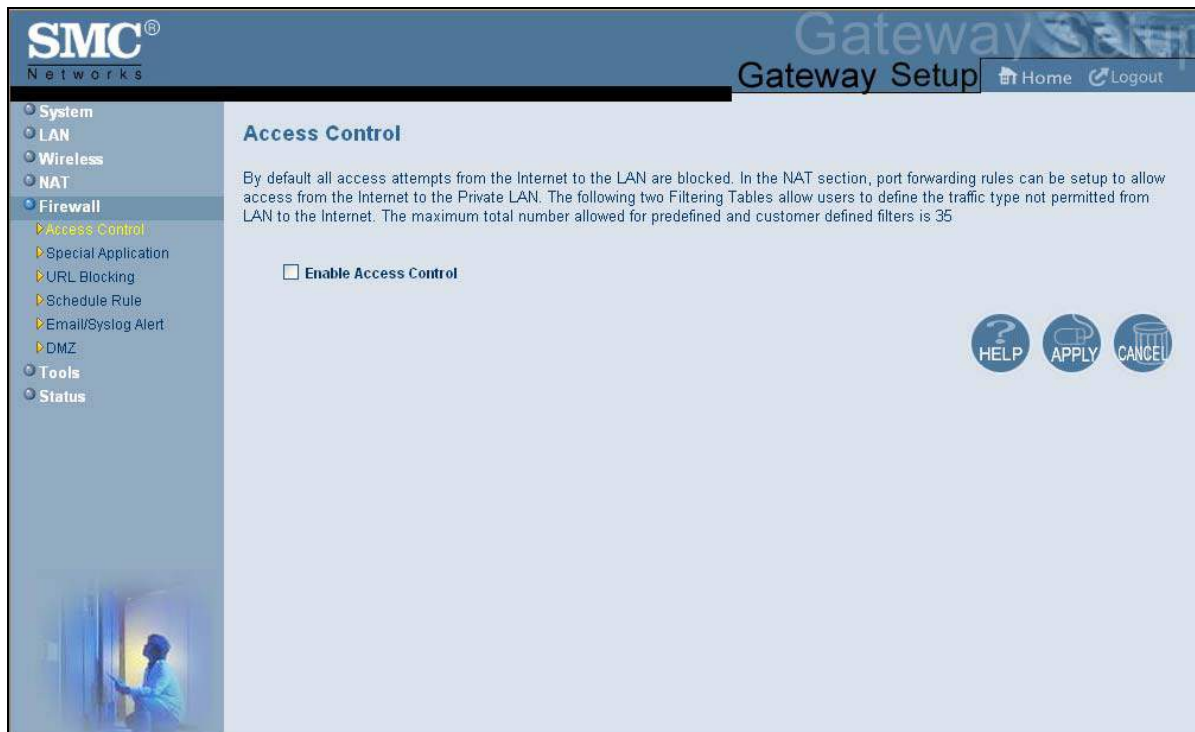 SMC®
Networks
Gateway Setup
Gateway Setup
Home
Logout
System
LAN
Wireless
NAT
Firewall
Access Control
Special Application
URL Blocking
Schedule Rule
Email/Syslog Alert
DMZ
Tools
Status
Access Control
By default all access attempts from the Internet to the LAN are blocked. In the NAT section, port forwarding rules can be setup to allow
access from the Internet to the Private LAN. The following two Filtering Tables allow users to define the traffic type not permitted from
LAN to the Internet. The maximum total number allowed for predefined and customer defined filters is 35
Enable Access Control
HELP
APPLY
CANCEL